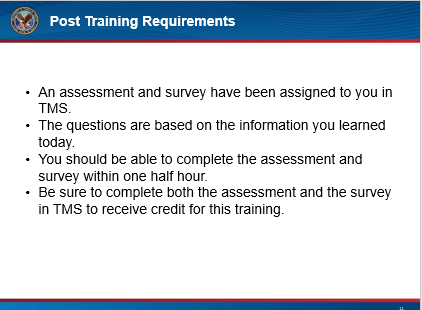 Post Training Requirements
• An assessment and survey have been assigned to you in
TMS.
• The questions are based on the information you learned
today.
• You should be able to complete the assessment and
survey within one half hour.
• Be sure to complete both the assessment and the survey
in TMS to receive credit for this training.